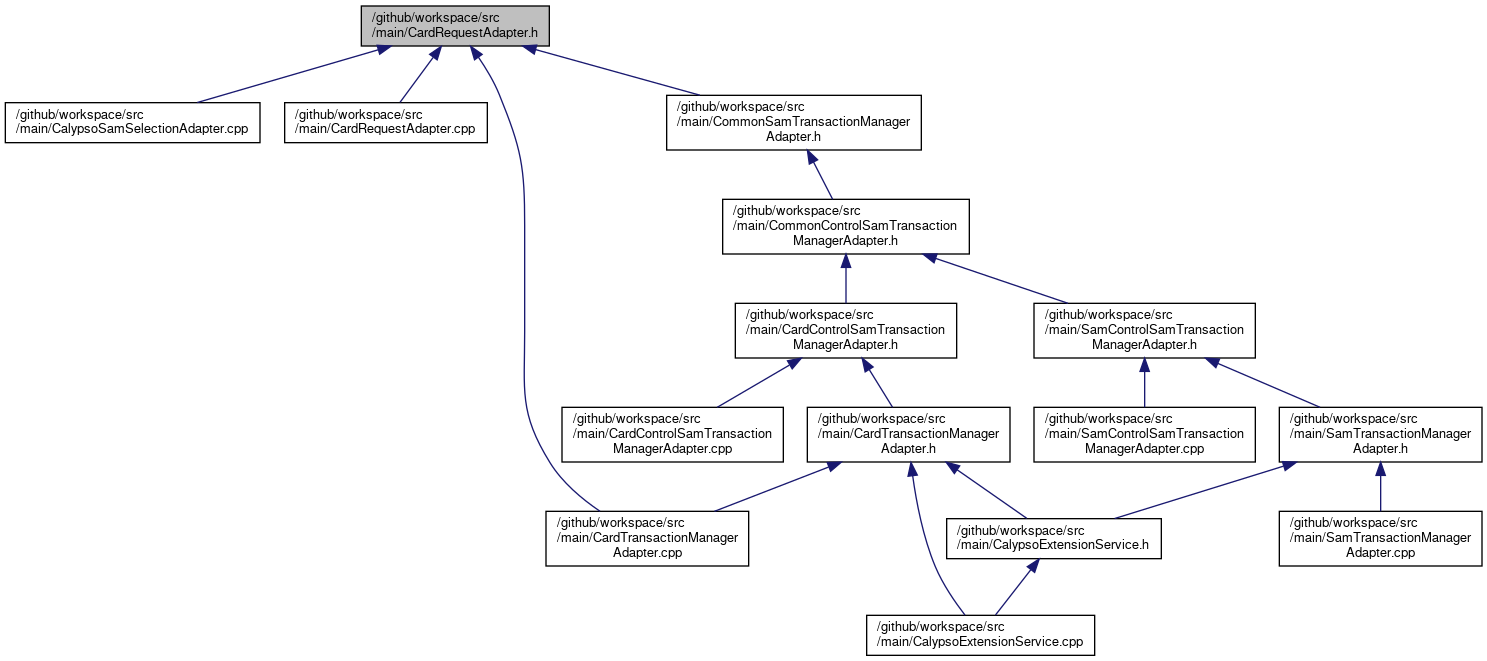 /github/workspace/src
/main/CardRequestAdapter.h
/github/workspace/src
/main/CalypsoSamSelectionAdapter.cpp
/github/workspace/src
/main/CardRequestAdapter.cpp
/github/workspace/src
/main/CommonSamTransactionManager
Adapter.h
/github/workspace/src
/main/CommonControlSamTransaction
ManagerAdapter.h
/github/workspace/src
/main/CardControlSamTransaction
ManagerAdapter.h
/github/workspace/src
/main/SamControlSamTransaction
ManagerAdapter.h
/github/workspace/src
/main/CardControlSamTransaction
ManagerAdapter.cpp
/github/workspace/src
/main/CardTransactionManager
Adapter.h
/github/workspace/src
/main/SamControlSamTransaction
ManagerAdapter.cpp
/github/workspace/src
/main/SamTransactionManager
Adapter.h
/github/workspace/src
/main/CardTransactionManager
Adapter.cpp
/github/workspace/src
/main/CalypsoExtensionService.h
/github/workspace/src
/main/SamTransactionManager
Adapter.cpp
/github/workspace/src
/main/CalypsoExtensionService.cpp